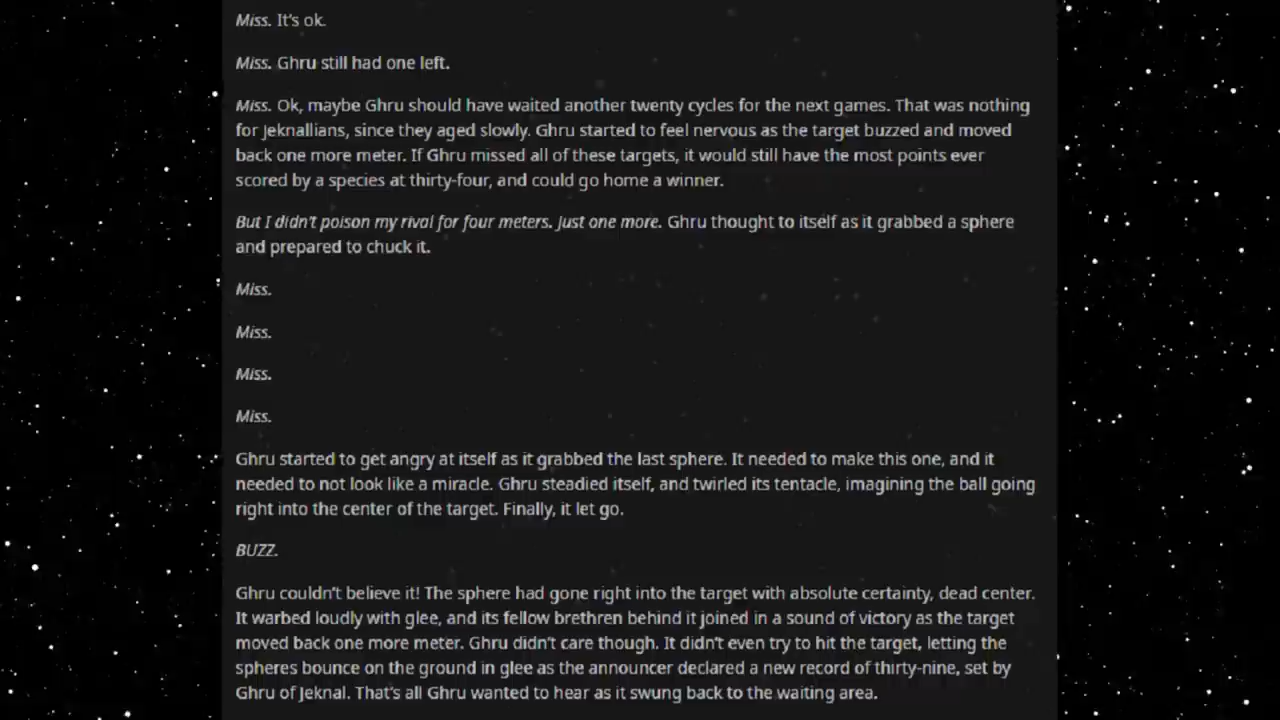 Miss. It's ok.
Miss. Ghru still had one left.
Miss. Ok, maybe Ghru should have waited another twenty cycles for the next games. That was nothing
for Jeknallians, since they aged slowly. Ghru started to feel nervous as the target buzzed and moved
back one more meter. If Ghru missed all of these targets, it would still have the most points ever
scored by a species at thirty-four, and could go home a winner.
But I didn't poison my rival for four meters. Just one more. Ghru thought to itself as it grabbed a sphere
and prepared to chuck it.
Miss.
Miss.
Miss.
Miss.
Ghru started to get angry at itself as it grabbed the last sphere. It needed to make this one, and it
needed to not look like a miracle. Ghru steadied itself, and twirled its tentacle, imagining the ball going
right into the center of the target. Finally, it let go.
BUZZ.
Ghru couldn't believe it! The sphere had gone right into the target with absolute certainty, dead center.
It warbed loudly with glee, and its fellow brethren behind it joined in a sound of victory as the target
moved back one more meter. Ghru didn't care though. It didn't even try to hit the target, letting the
spheres bounce on the ground in glee as the announcer declared a new record of thirty-nine, set by
Ghru of Jeknal. That's all Ghru wanted to hear as it swung back to the waiting area.